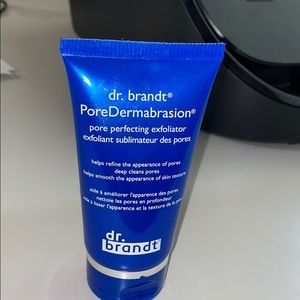 dr. brandt®
PoreDermabrasion®
pore perfecting exfoliator
exfoliant sublimateur des pores
helps refine the appearance of pores
deep cleans pores
helps smooth the appearance of skin texture
aide à améliorer l'apparence des pores
nettoie les pores en profondeur
aide à lisser l'apparence et la texture de la peau
dr.
brandt